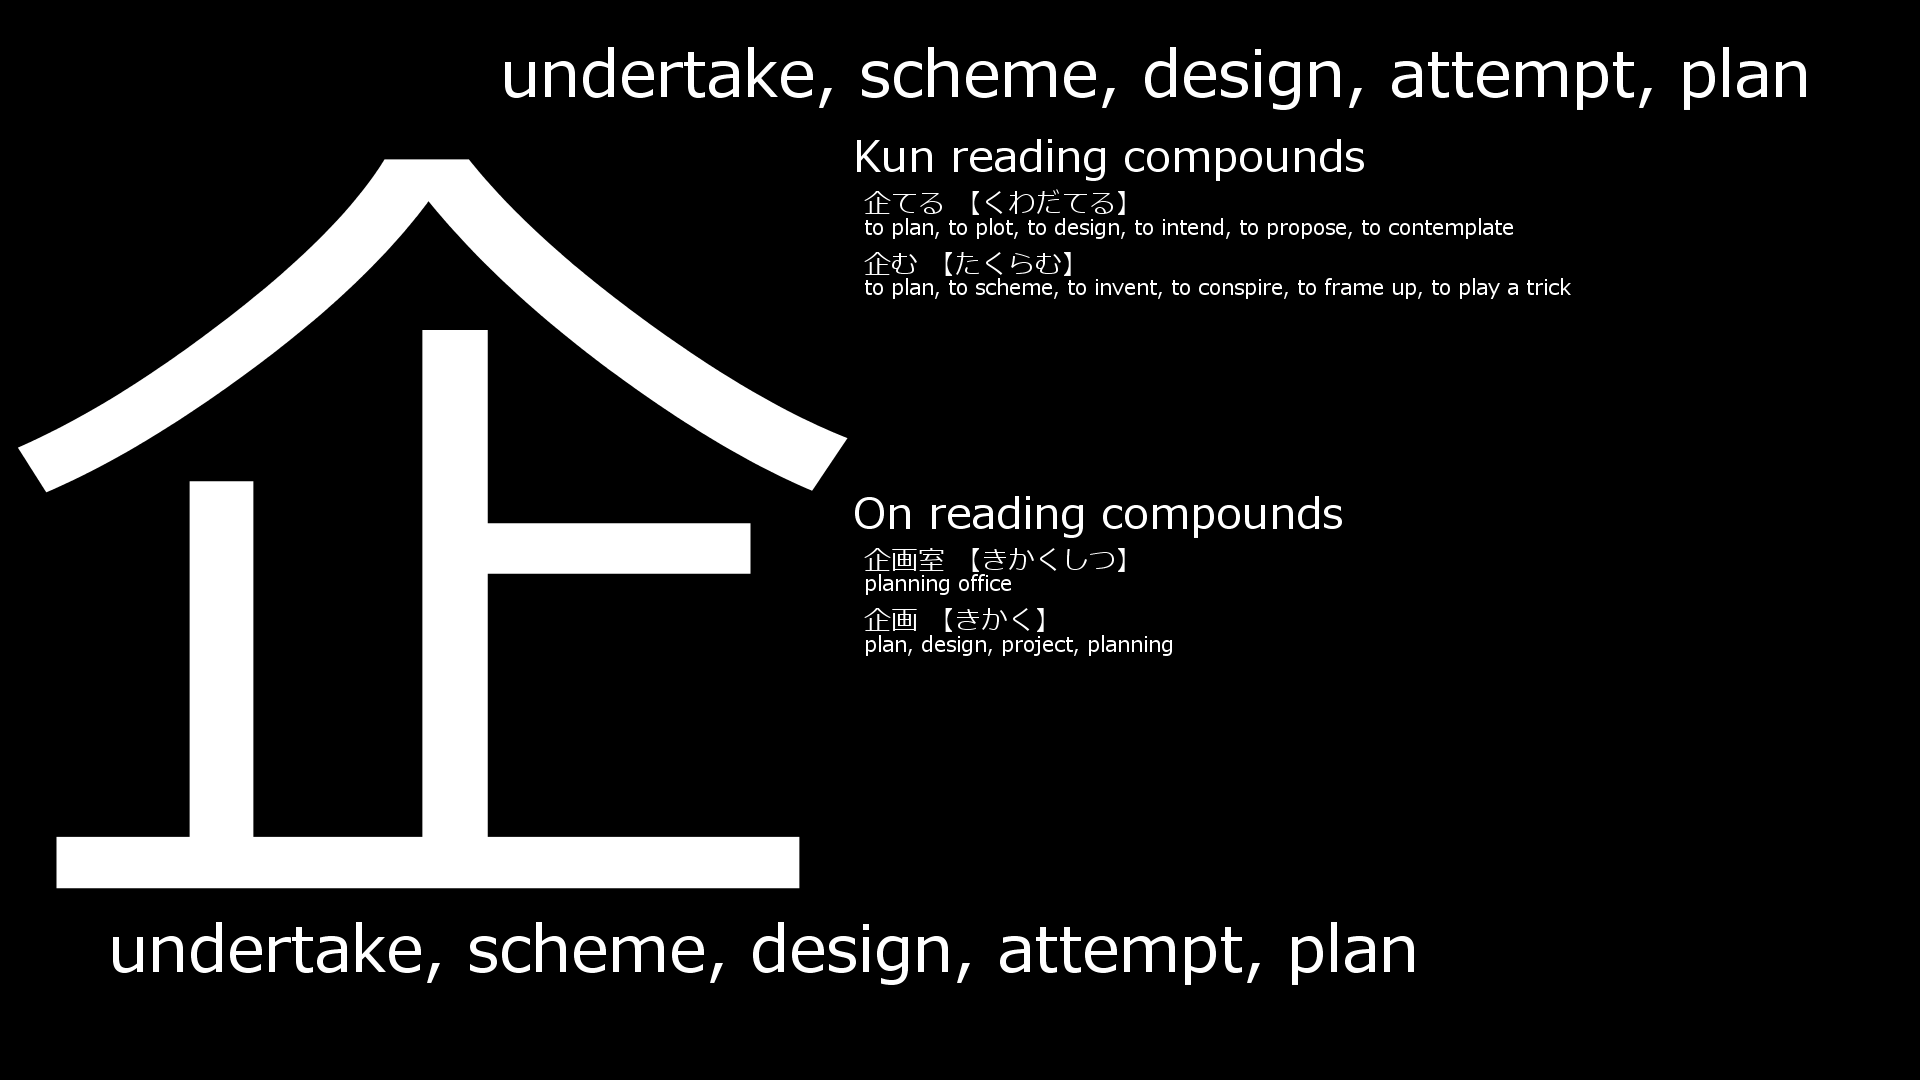 undertake, scheme, design, attempt, plan
企
Kun reading compounds
企てる 【くわだてる】
to plan, to plot, to design, to intend, to propose, to contemplate
企む 【たくらむ】
to plan, to scheme, to invent, to conspire, to frame up, to play a trick
On reading compounds
企画室 【きかくしつ】
planning office
企画 【きかく】
plan, design, project, planning
undertake, scheme, design, attempt, plan